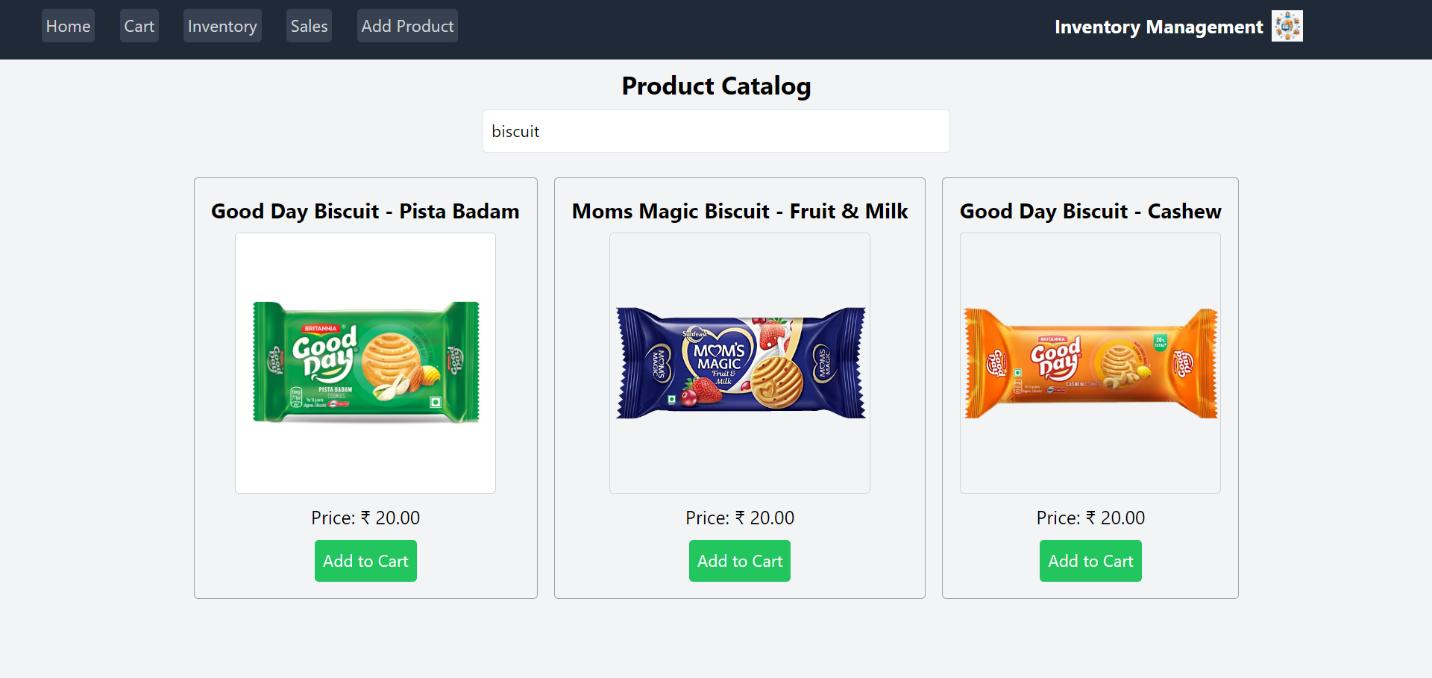 Home Cart Inventory Sales Add Product Inventory Management
Product Catalog
biscuit
Good Day Biscuit - Pista Badam
BRITANNIA
Good
Day
PISTA BADAM
COOKIES
Price: ₹ 20.00
Add to Cart
Moms Magic Biscuit - Fruit & Milk
Sunfeast
MOM'S
MAGIC
Fruit &
Milk
Price: ₹ 20.00
Add to Cart
Good Day Biscuit - Cashew
BRITANNIA
Good
Day
CASHEW
Price: ₹ 20.00
Add to Cart